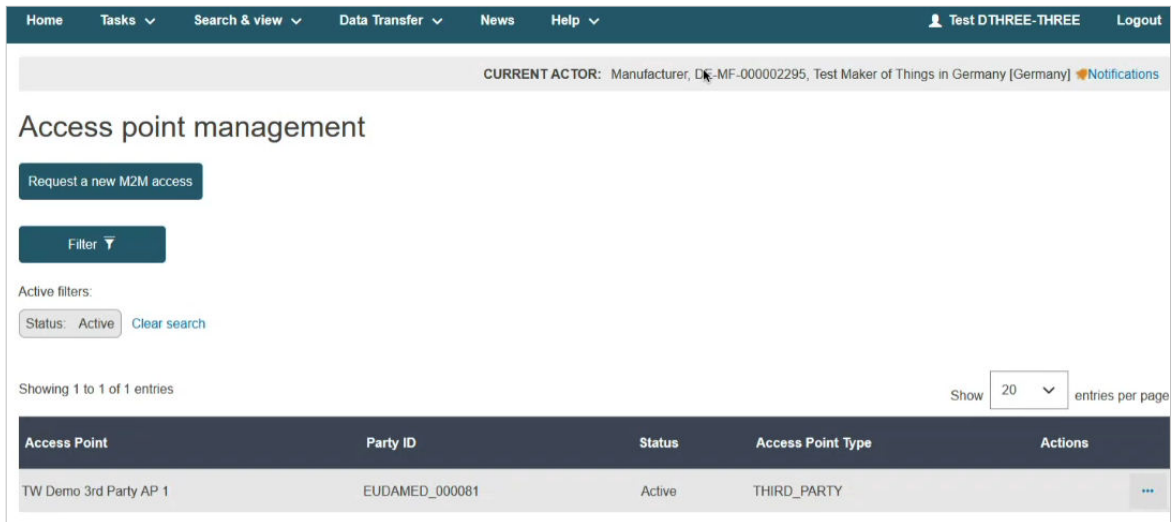 Home Tasks Search & view Data Transfer News Help Test DTHREE-THREE Logout
CURRENT ACTOR: Manufacturer, DE-MF-000002295, Test Maker of Things in Germany [Germany] Notifications
Access point management
Request a new M2M access
Filter
Active filters:
Status: Active Clear search
Showing 1 to 1 of 1 entries Show 20 entries per page
Access Point Party ID Status Access Point Type Actions
TW Demo 3rd Party AP 1 EUDAMED_000081 Active THIRD_PARTY ...